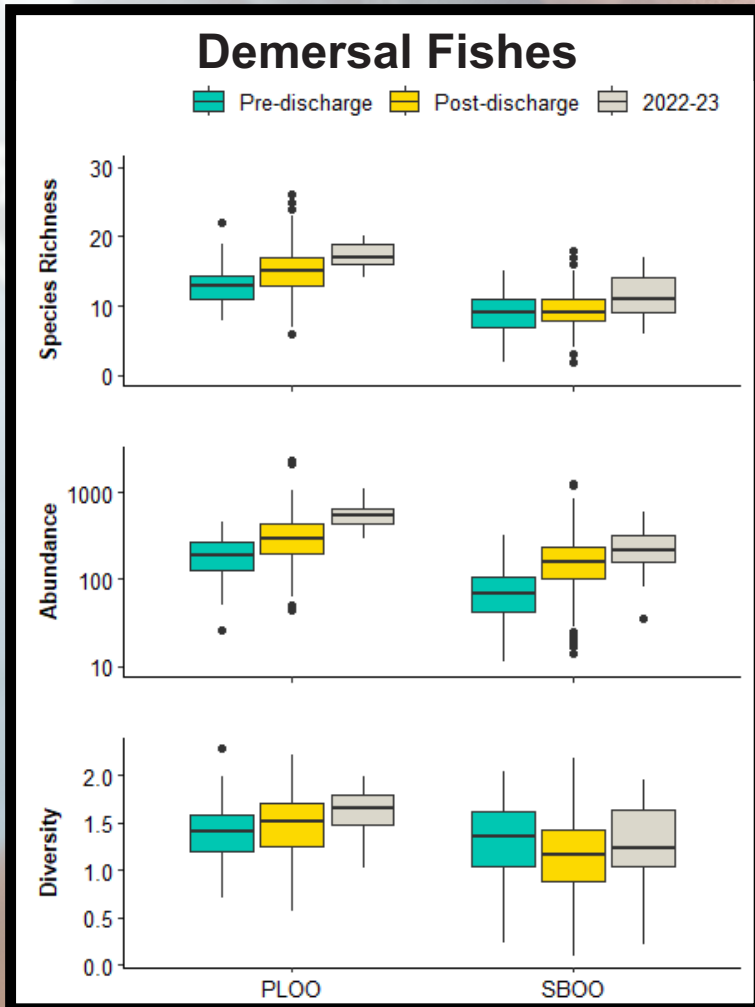 Demersal Fishes
Pre-discharge Post-discharge 2022-23
Species Richness
30
20
10
0
Abundance
1000
100
10
Diversity
2.0
1.5
1.0
0.5
0.0
PLOO SBOO